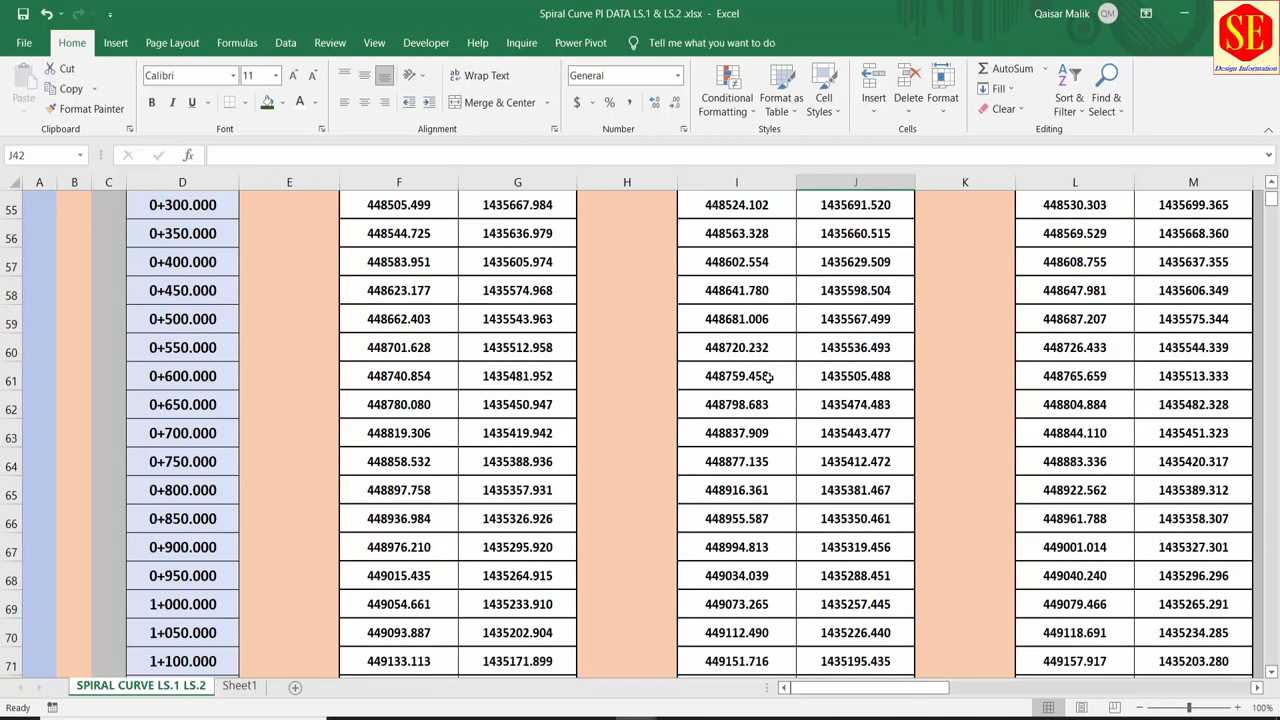 Spiral Curve PI DATA LS.1 & LS.2 .xlsx - Excel
Qaisar Malik QM
SE
Design Information
File Home Insert Page Layout Formulas Data Review View Developer Help Inquire Power Pivot Tell me what you want to do
Paste
Cut
Copy
Format Painter
Clipboard
Calibri 11
B I U
Font
Wrap Text
Merge & Center
Alignment
General
$ % ,
Number
Conditional Formatting
Format as Table
Cell Styles
Styles
Insert Delete Format
Cells
AutoSum
Fill
Clear
Sort & Filter
Find & Select
Editing
J42 fx
A B C D E F G H I J K L M
55 0+300.000 448505.499 1435667.984 448524.102 1435691.520 448530.303 1435699.365
56 0+350.000 448544.725 1435636.979 448563.328 1435660.515 448569.529 1435668.360
57 0+400.000 448583.951 1435605.974 448602.554 1435629.509 448608.755 1435637.355
58 0+450.000 448623.177 1435574.968 448641.780 1435598.504 448647.981 1435606.349
59 0+500.000 448662.403 1435543.963 448681.006 1435567.499 448687.207 1435575.344
60 0+550.000 448701.628 1435512.958 448720.232 1435536.493 448726.433 1435544.339
61 0+600.000 448740.854 1435481.952 448759.458 1435505.488 448765.659 1435513.333
62 0+650.000 448780.080 1435450.947 448798.683 1435474.483 448804.884 1435482.328
63 0+700.000 448819.306 1435419.942 448837.909 1435443.477 448844.110 1435451.323
64 0+750.000 448858.532 1435388.936 448877.135 1435412.472 448883.336 1435420.317
65 0+800.000 448897.758 1435357.931 448916.361 1435381.467 448922.562 1435389.312
66 0+850.000 448936.984 1435326.926 448955.587 1435350.461 448961.788 1435358.307
67 0+900.000 448976.210 1435295.920 448994.813 1435319.456 449001.014 1435327.301
68 0+950.000 449015.435 1435264.915 449034.039 1435288.451 449040.240 1435296.296
69 1+000.000 449054.661 1435233.910 449073.265 1435257.445 449079.466 1435265.291
70 1+050.000 449093.887 1435202.904 449112.490 1435226.440 449118.691 1435234.285
71 1+100.000 449133.113 1435171.899 449151.716 1435195.435 449157.917 1435203.280
SPIRAL CURVE LS.1 LS.2 Sheet1
Ready 100%